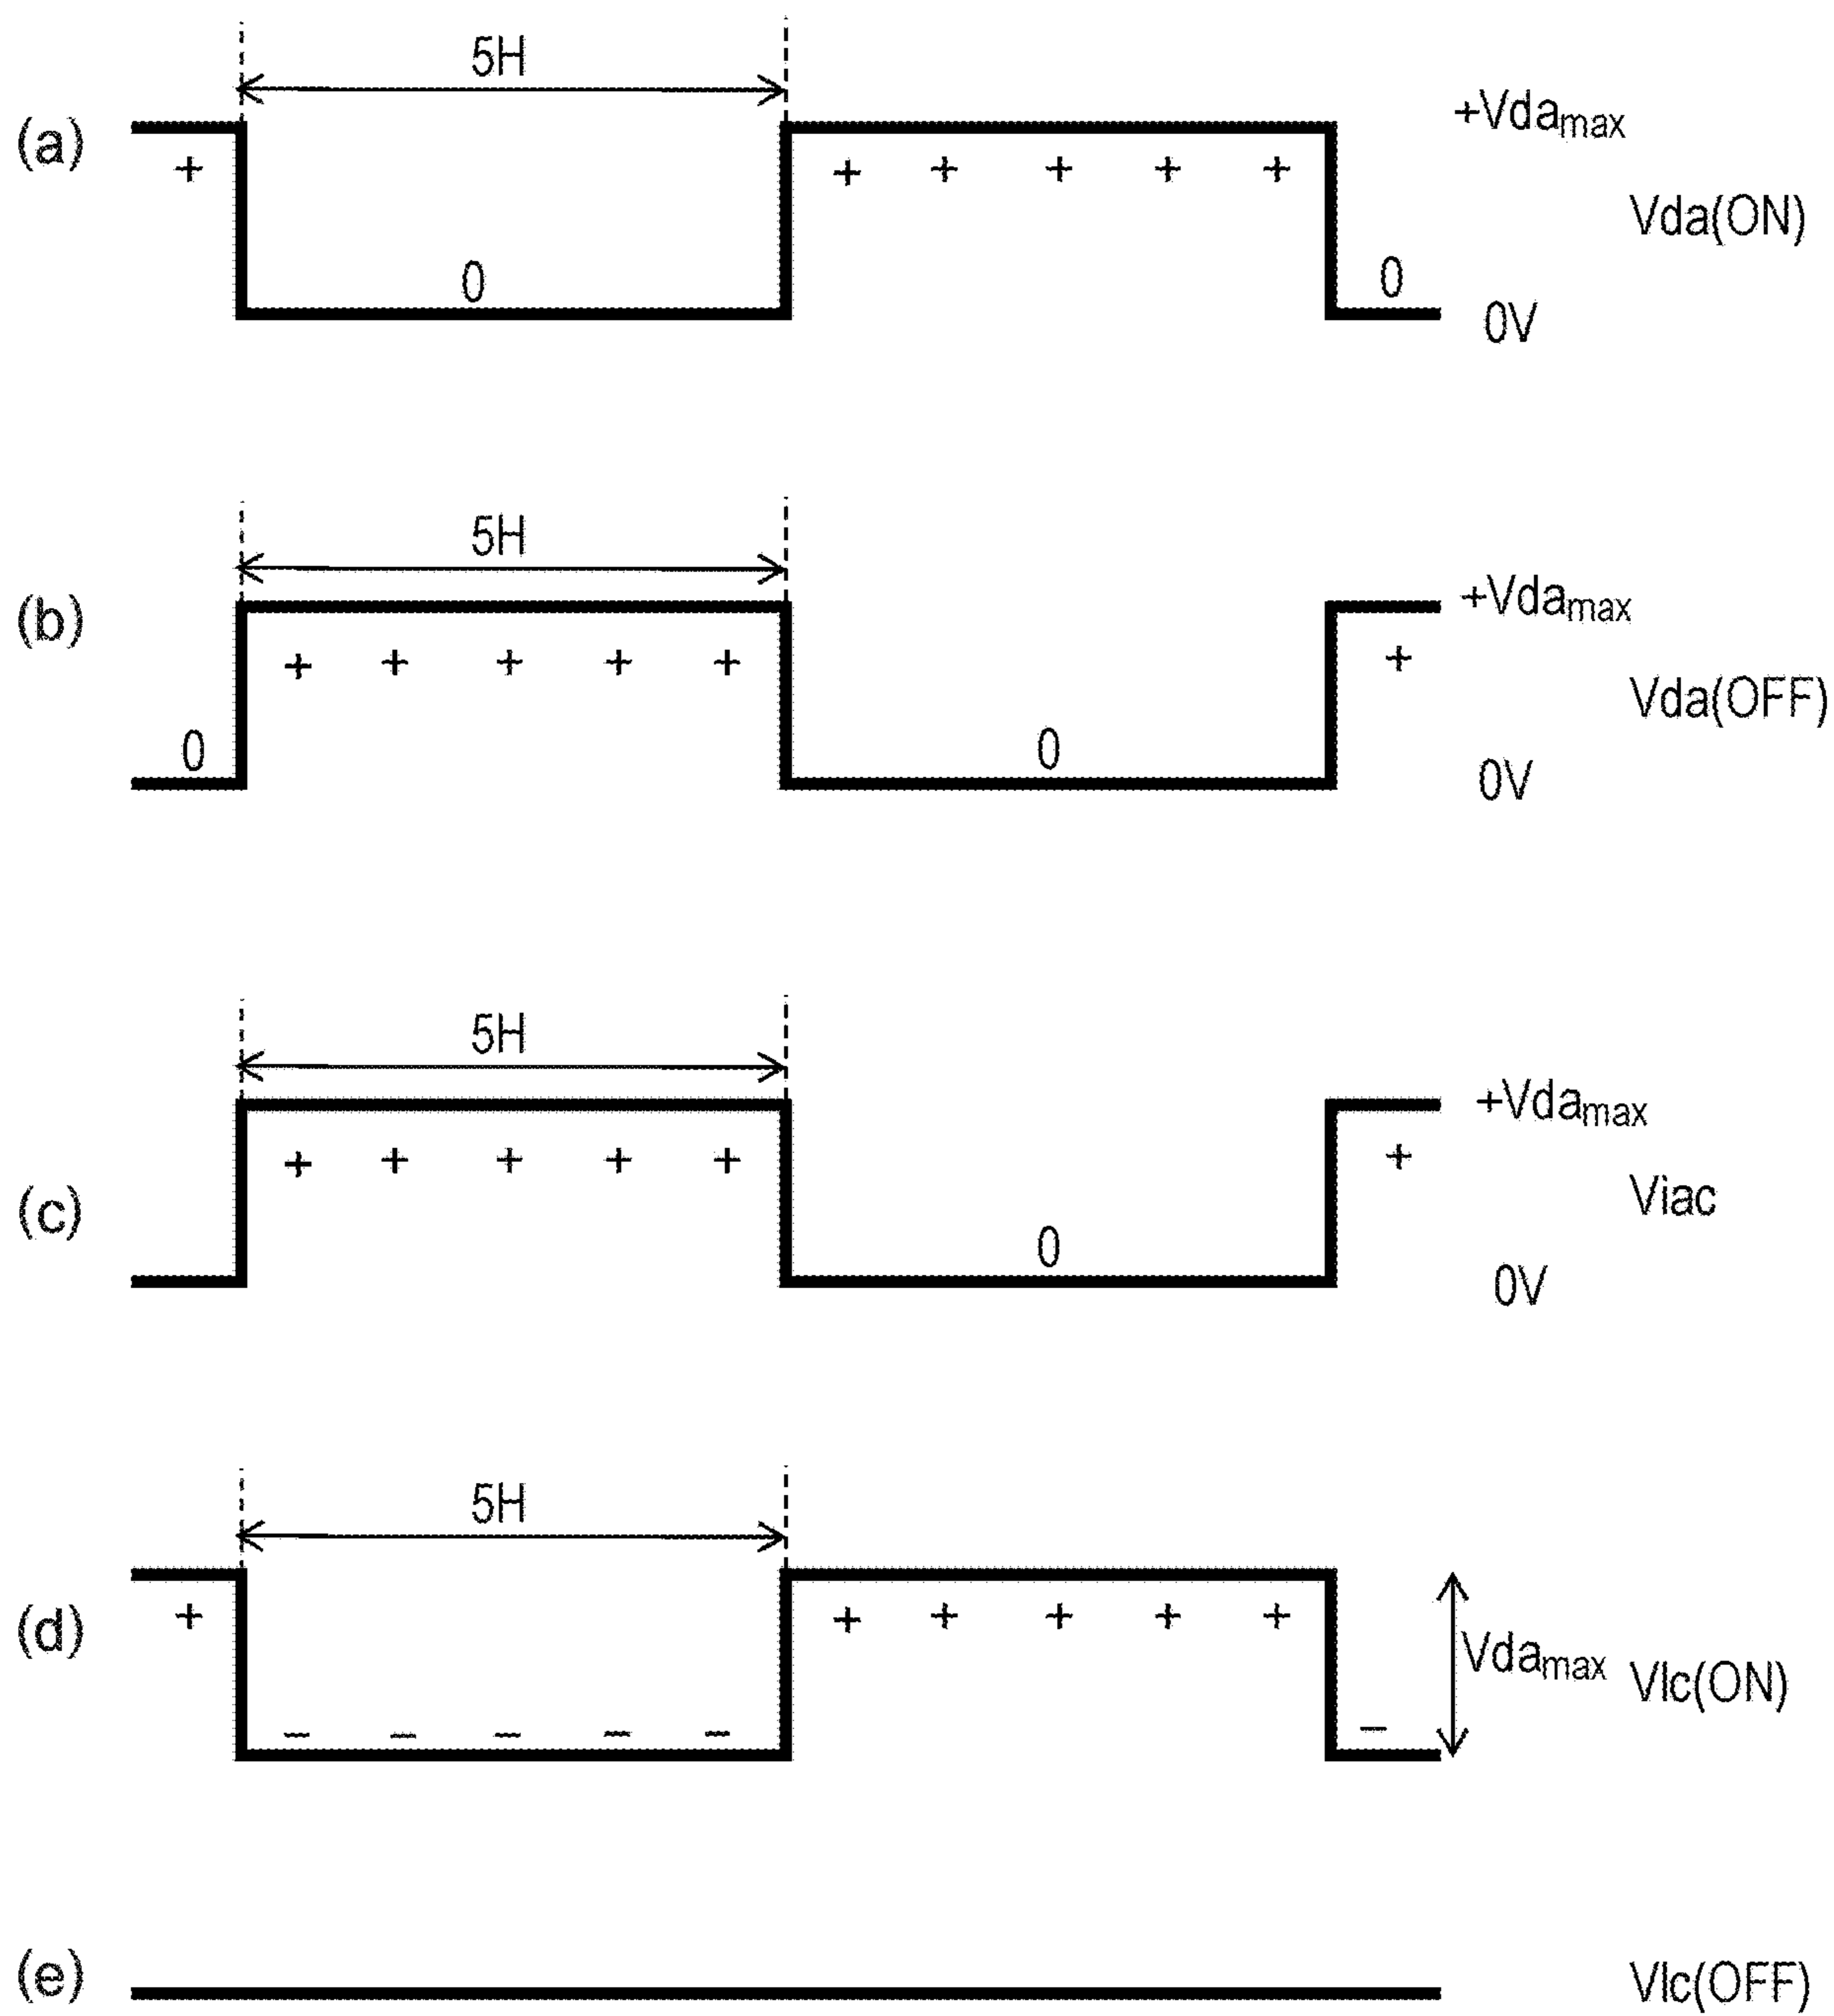 5H
(a)
+Vdamax
+ + + + + +
Vda(ON)
0 0
0V
5H
(b)
+Vdamax
+ + + + + +
Vda(OFF)
0 0
0V
5H
+Vdamax
+ + + + + +
(c)
Viac
0
0V
5H
+ + + + + +
(d)
Vdamax
Vlc(ON)
− − − − − −
(e)
Vlc(OFF)